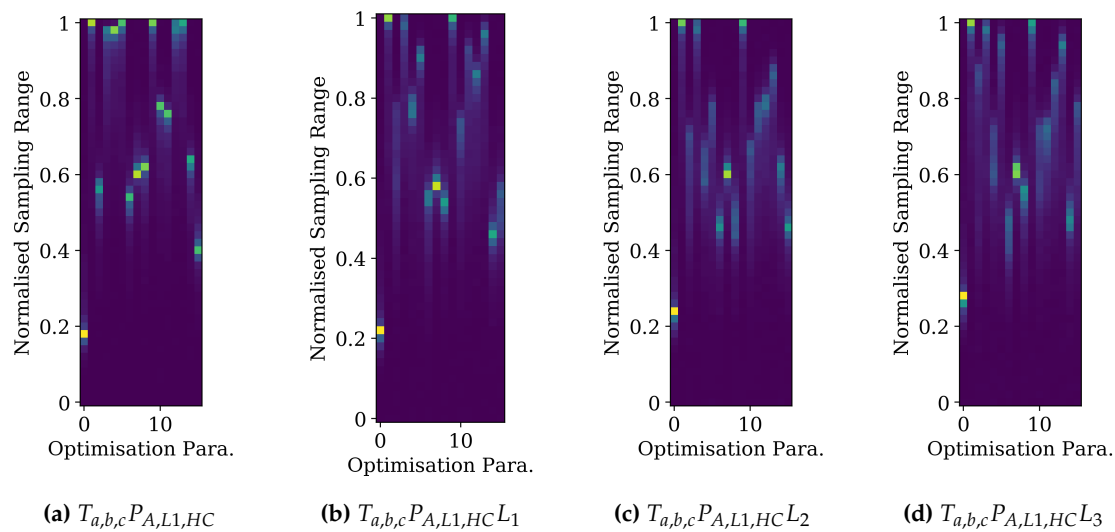 Normalised Sampling Range
1
0.8
0.6
0.4
0.2
0
0
10
Optimisation Para.
(a) T_{a,b,c}P_{A,L1,HC}
Normalised Sampling Range
1
0.8
0.6
0.4
0.2
0
0
10
Optimisation Para.
(b) T_{a,b,c}P_{A,L1,HC}L_1
Normalised Sampling Range
1
0.8
0.6
0.4
0.2
0
0
10
Optimisation Para.
(c) T_{a,b,c}P_{A,L1,HC}L_2
Normalised Sampling Range
1
0.8
0.6
0.4
0.2
0
0
10
Optimisation Para.
(d) T_{a,b,c}P_{A,L1,HC}L_3